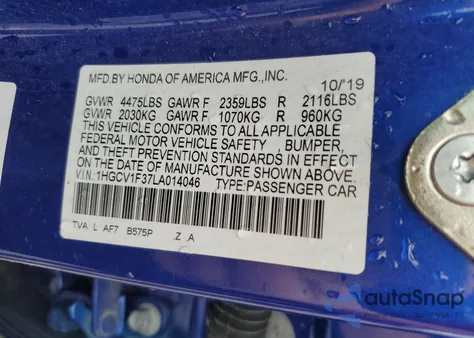 MFD.BY HONDA OF AMERICA MFG.,INC.
10/'19
GVWR 4475LBS GAWR F 2359LBS R 2116LBS
GVWR 2030KG GAWR F 1070KG R 960KG
THIS VEHICLE CONFORMS TO ALL APPLICABLE
FEDERAL MOTOR VEHICLE SAFETY , BUMPER,
AND THEFT PREVENTION STANDARDS IN EFFECT
ON THE DATE OF MANUFACTURE SHOWN ABOVE.
V.I.N:1HGCV1F37LA014046 TYPE:PASSENGER CAR
TVA L AF7 B575P Z A
autoSnap